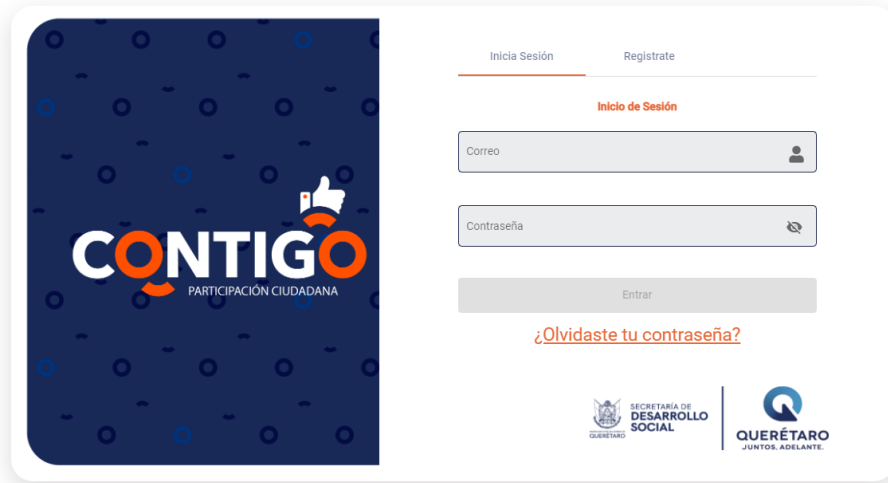 CONTIGO
PARTICIPACIÓN CIUDADANA
Inicia Sesión
Registrate
Inicio de Sesión
Correo
Contraseña
Entrar
¿Olvidaste tu contraseña?
QUERÉTARO
SECRETARÍA DE
DESARROLLO
SOCIAL
QUERÉTARO
JUNTOS, ADELANTE.